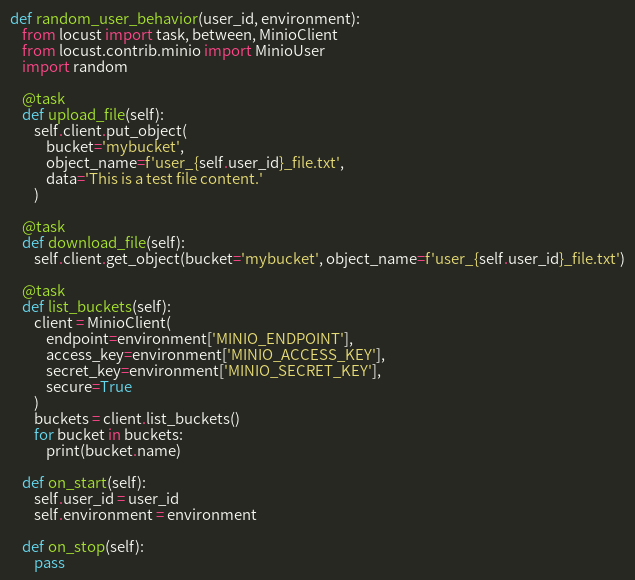 def random_user_behavior(user_id, environment):
    from locust import task, between, MinioClient
    from locust.contrib.minio import MinioUser
    import random

    @task
    def upload_file(self):
        self.client.put_object(
            bucket='mybucket',
            object_name=f'user_{self.user_id}_file.txt',
            data='This is a test file content.'
        )

    @task
    def download_file(self):
        self.client.get_object(bucket='mybucket', object_name=f'user_{self.user_id}_file.txt')

    @task
    def list_buckets(self):
        client = MinioClient(
            endpoint=environment['MINIO_ENDPOINT'],
            access_key=environment['MINIO_ACCESS_KEY'],
            secret_key=environment['MINIO_SECRET_KEY'],
            secure=True
        )
        buckets = client.list_buckets()
        for bucket in buckets:
            print(bucket.name)

    def on_start(self):
        self.user_id = user_id
        self.environment = environment

    def on_stop(self):
        pass